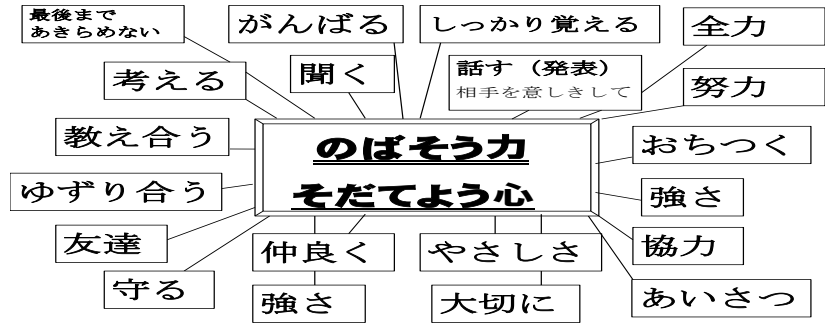 最後まで
あきらめない
がんばる
しっかり覚える
全力
考える
聞く
話す（発表）
相手を意しきして
努力
教え合う
のばそう力
そだてよう心
おちつく
ゆずり合う
強さ
友達
仲良く
やさしさ
協力
守る
強さ
大切に
あいさつ